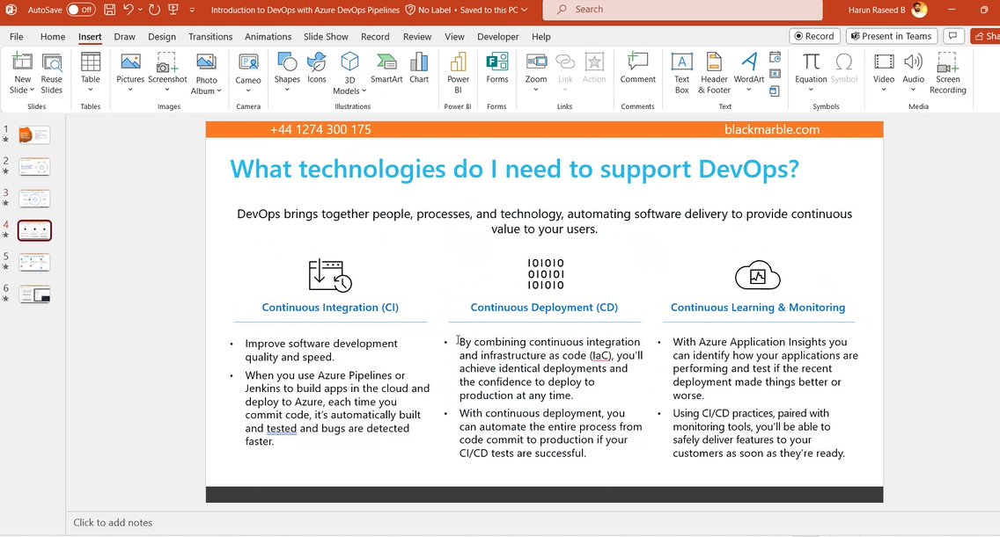 AutoSave Off Introduction to DevOps with Azure DevOps Pipelines No Label • Saved to this PC Search Harun Raseed B
File Home Insert Draw Design Transitions Animations Slide Show Record Review View Developer Help Record Present in Teams Sha
New Slide Reuse Slides Table Pictures Screenshot Photo Album Cameo Shapes Icons 3D Models SmartArt Chart Power BI Forms Zoom Link Action Comment Text Box Header & Footer WordArt Equation Symbol Video Audio Screen Recording
Slides Tables Images Camera Illustrations Power BI Forms Links Comments Text Symbols Media
1
2
3
4
5
6
+44 1274 300 175 blackmarble.com
What technologies do I need to support DevOps?
DevOps brings together people, processes, and technology, automating software delivery to provide continuous
value to your users.
IOIOIO
OIOIOI
IOIOIO
Continuous Integration (CI)
• Improve software development
quality and speed.
• When you use Azure Pipelines or
Jenkins to build apps in the cloud and
deploy to Azure, each time you
commit code, it's automatically built
and tested and bugs are detected
faster.
Continuous Deployment (CD)
• By combining continuous integration
and infrastructure as code (IaC), you'll
achieve identical deployments and
the confidence to deploy to
production at any time.
• With continuous deployment, you
can automate the entire process from
code commit to production if your
CI/CD tests are successful.
Continuous Learning & Monitoring
• With Azure Application Insights you
can identify how your applications are
performing and test if the recent
deployment made things better or
worse.
• Using CI/CD practices, paired with
monitoring tools, you'll be able to
safely deliver features to your
customers as soon as they're ready.
Click to add notes